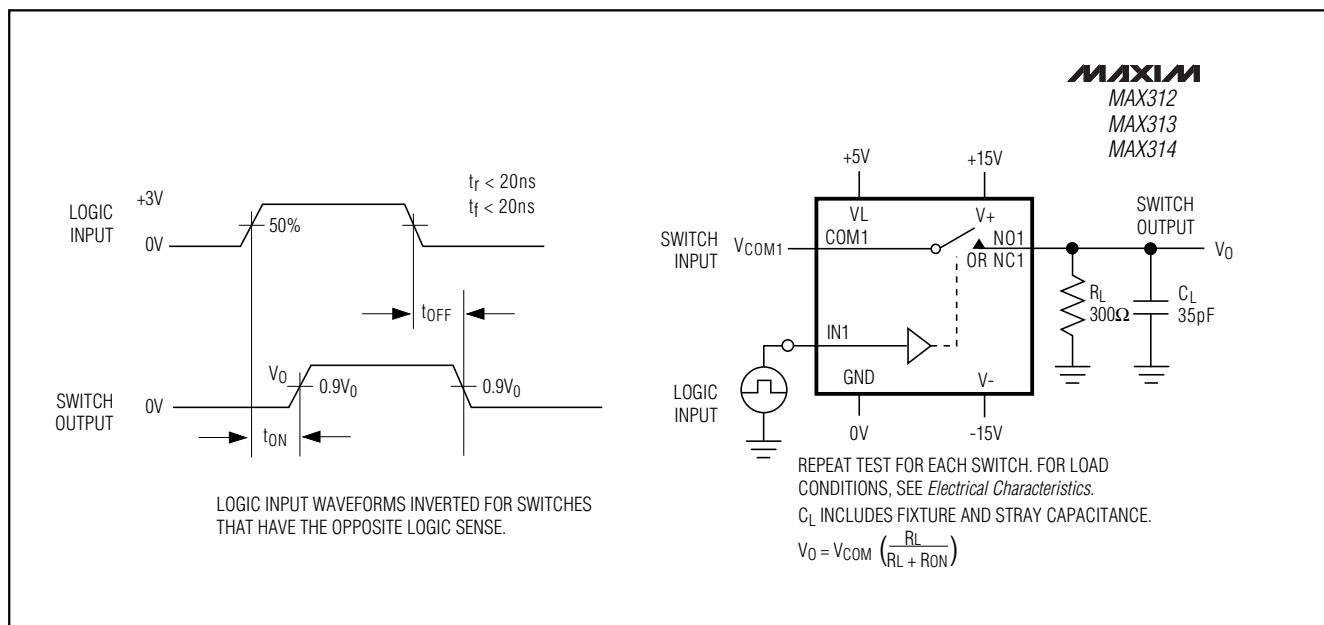 MAXIM
MAX312
MAX313
MAX314
LOGIC
INPUT
+3V
0V
50%
tr < 20ns
tf < 20ns
tOFF
SWITCH
OUTPUT
VO
0V
0.9VO
0.9VO
tON
LOGIC INPUT WAVEFORMS INVERTED FOR SWITCHES
THAT HAVE THE OPPOSITE LOGIC SENSE.
+5V
+15V
VL
V+
SWITCH
INPUT
VCOM1
COM1
NO1
OR NC1
SWITCH
OUTPUT
VO
RL
300Ω
CL
35pF
IN1
LOGIC
INPUT
GND
V-
0V
-15V
REPEAT TEST FOR EACH SWITCH. FOR LOAD
CONDITIONS, SEE Electrical Characteristics.
CL INCLUDES FIXTURE AND STRAY CAPACITANCE.
VO = VCOM (RL / RL + RON)